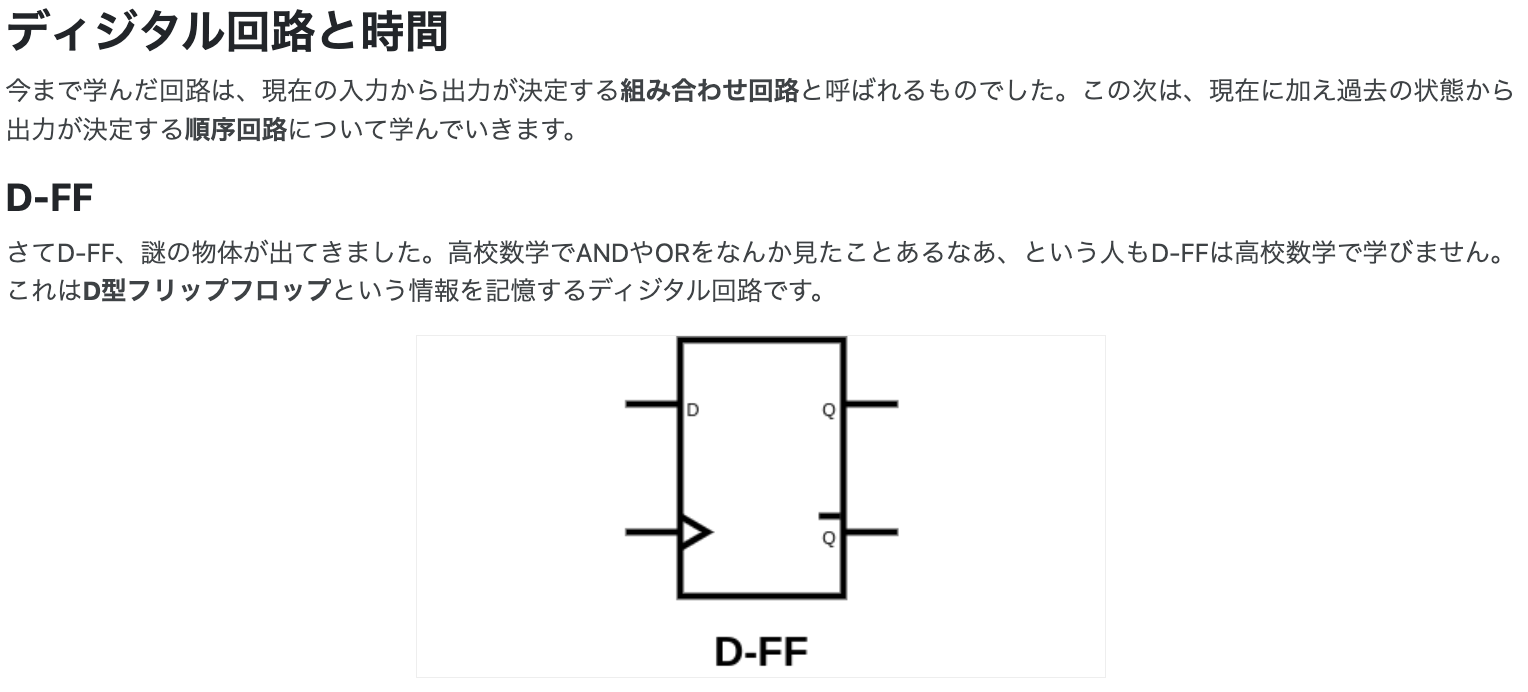 ディジタル回路と時間
今まで学んだ回路は、現在の入力から出力が決定する組み合わせ回路と呼ばれるものでした。この次は、現在に加え過去の状態から
出力が決定する順序回路について学んでいきます。
D-FF
さてD-FF、謎の物体が出てきました。高校数学でANDやORをなんか見たことあるなあ、という人もD-FFは高校数学で学びません。
これはD型フリップフロップという情報を記憶するディジタル回路です。
D Q
Q
D-FF